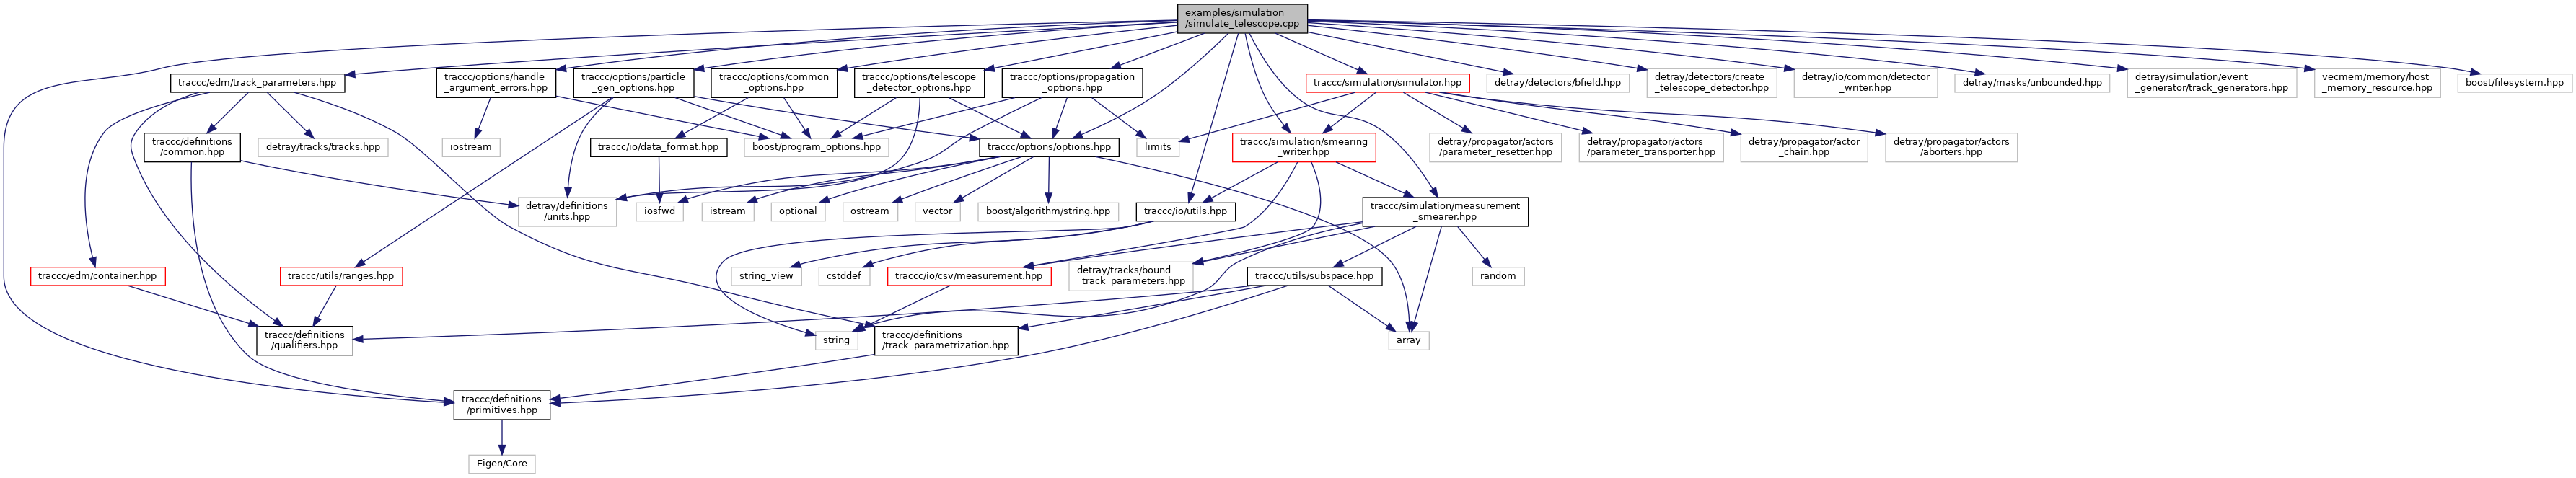 examples/simulation
/simulate_telescope.cpp
traccc/edm/track_parameters.hpp
traccc/options/handle
_argument_errors.hpp
traccc/options/particle
_gen_options.hpp
traccc/options/common
_options.hpp
traccc/options/telescope
_detector_options.hpp
traccc/options/propagation
_options.hpp
traccc/simulation/simulator.hpp
detray/detectors/bfield.hpp
detray/detectors/create
_telescope_detector.hpp
detray/io/common/detector
_writer.hpp
detray/masks/unbounded.hpp
detray/simulation/event
_generator/track_generators.hpp
vecmem/memory/host
_memory_resource.hpp
boost/filesystem.hpp
traccc/definitions
/common.hpp
detray/tracks/tracks.hpp
iostream
traccc/io/data_format.hpp
boost/program_options.hpp
traccc/options/options.hpp
limits
traccc/simulation/smearing
_writer.hpp
detray/propagator/actors
/parameter_resetter.hpp
detray/propagator/actors
/parameter_transporter.hpp
detray/propagator/actor
_chain.hpp
detray/propagator/actors
/aborters.hpp
detray/definitions
/units.hpp
iosfwd
istream
optional
ostream
vector
boost/algorithm/string.hpp
traccc/io/utils.hpp
traccc/simulation/measurement
_smearer.hpp
traccc/edm/container.hpp
traccc/utils/ranges.hpp
string_view
cstddef
traccc/io/csv/measurement.hpp
detray/tracks/bound
_track_parameters.hpp
traccc/utils/subspace.hpp
random
traccc/definitions
/qualifiers.hpp
string
traccc/definitions
/track_parametrization.hpp
array
traccc/definitions
/primitives.hpp
Eigen/Core